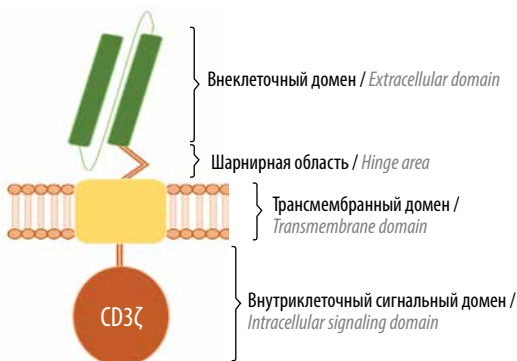 Внеклеточный домен / Extracellular domain
Шарнирная область / Hinge area
Трансмембранный домен /
Transmembrane domain
CD3ζ
Внутриклеточный сигнальный домен /
Intracellular signaling domain